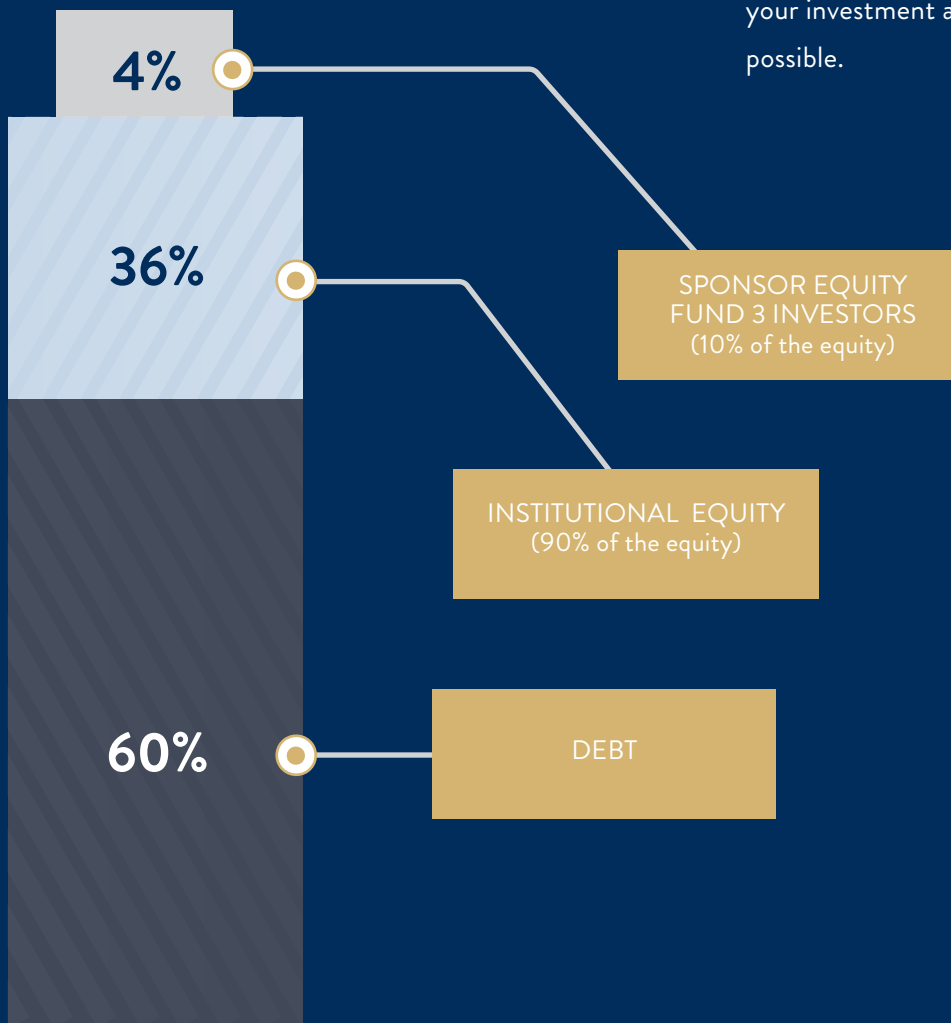 your investment a
possible.
4%
SPONSOR EQUITY
FUND 3 INVESTORS
(10% of the equity)
36%
INSTITUTIONAL EQUITY
(90% of the equity)
60%
DEBT